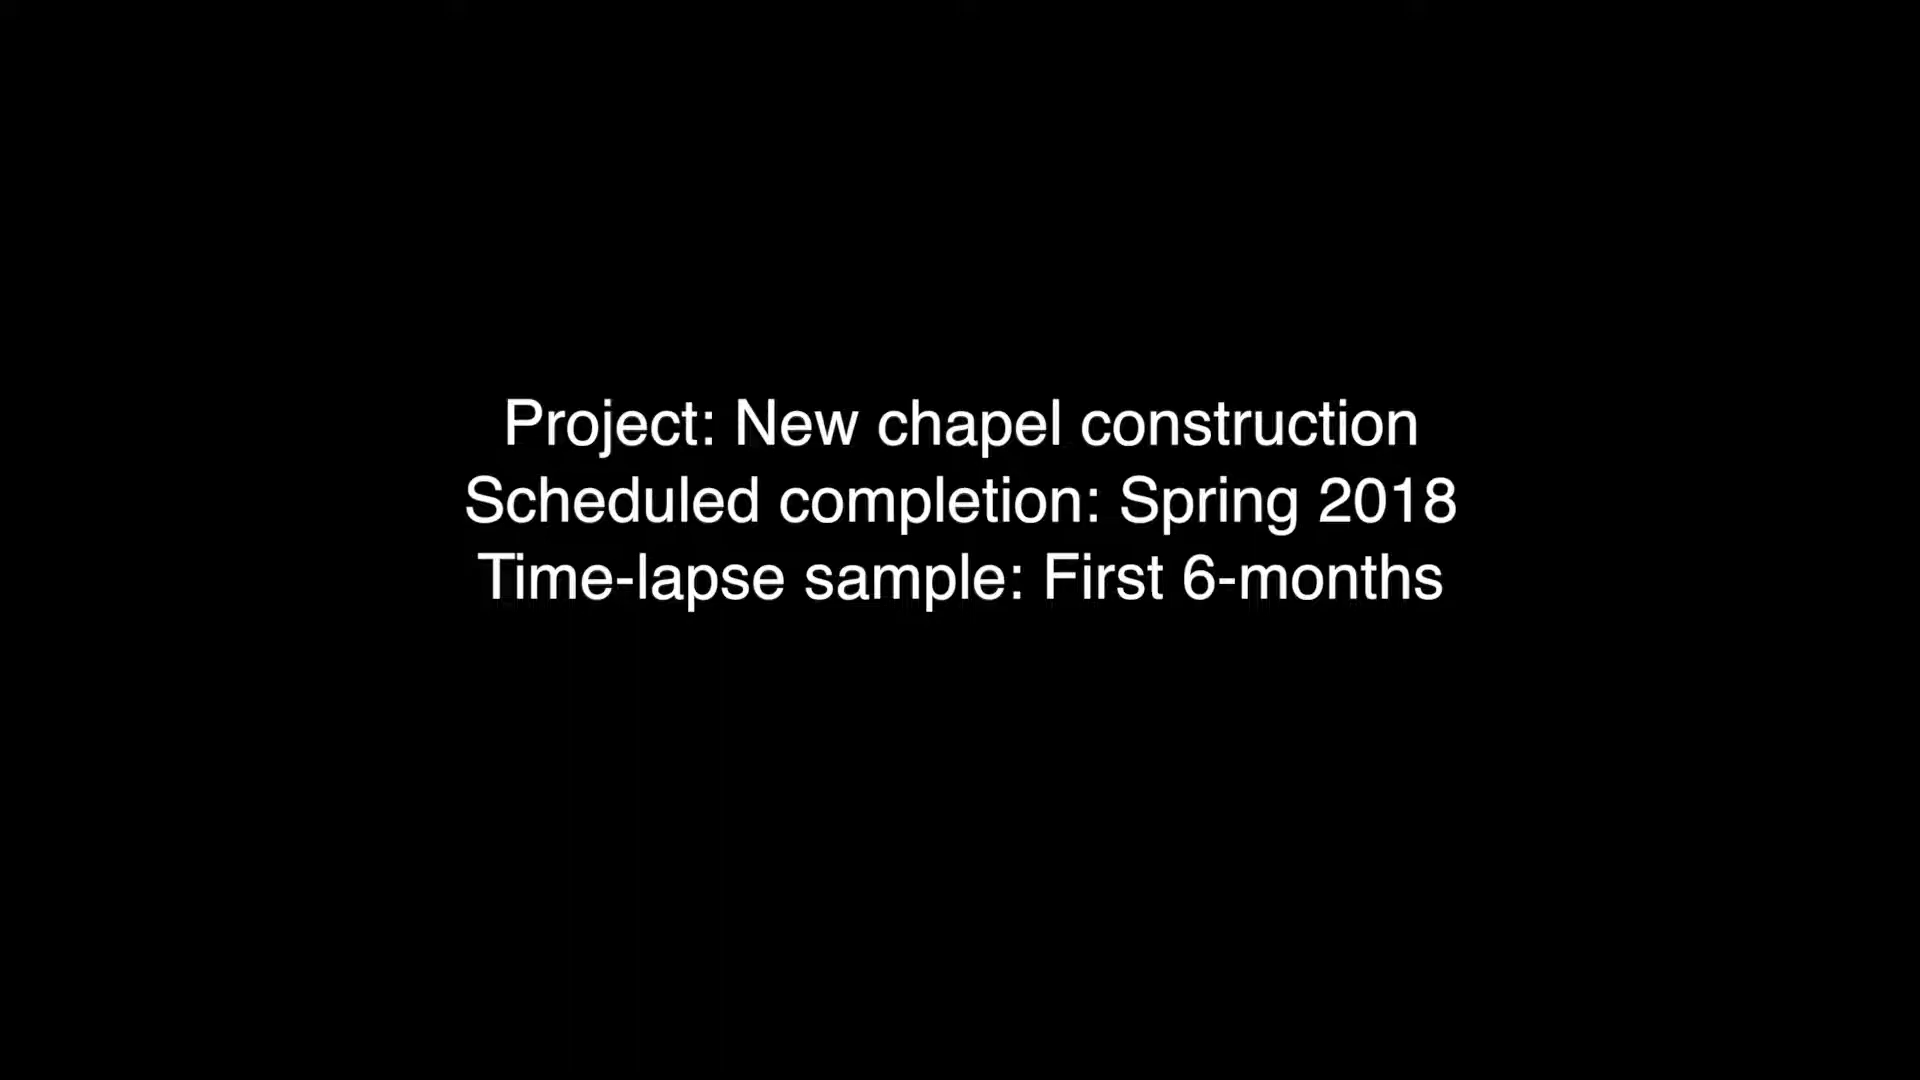 Project: New chapel construction
Scheduled completion: Spring 2018
Time-lapse sample: First 6-months